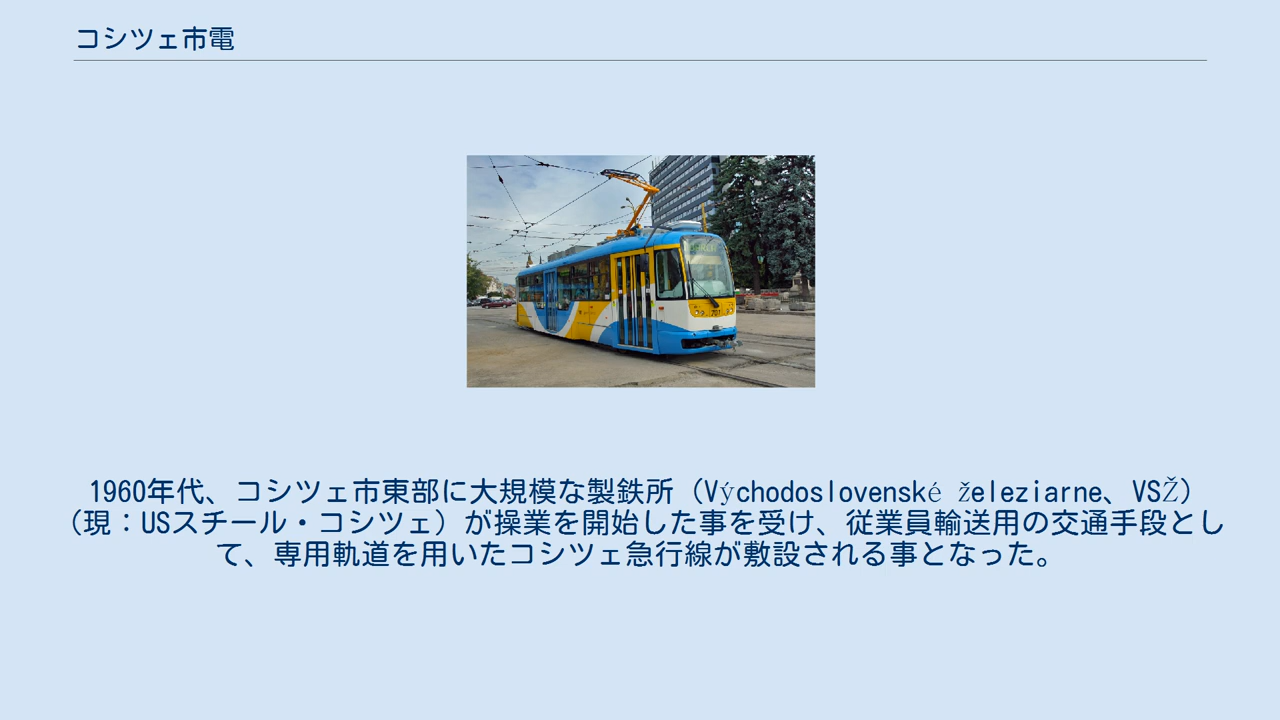 コシツェ市電
1960年代、コシツェ市東部に大規模な製鉄所（Východoslovenské železiarne、VSŽ）
（現：USスチール・コシツェ）が操業を開始した事を受け、従業員輸送用の交通手段とし
て、専用軌道を用いたコシツェ急行線が敷設される事となった。